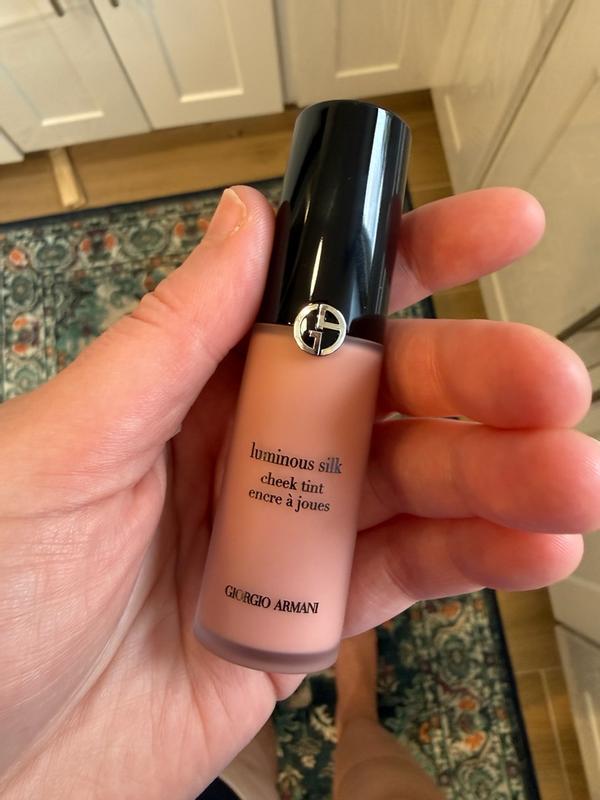 luminous silk
cheek tint
encre à joues
GIORGIO ARMANI